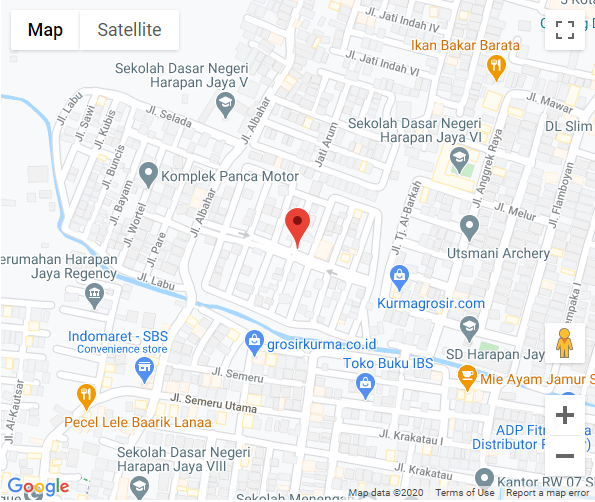 Map
Satellite
J5 Kota
Jl. Jati Indah IV
Ikan Bakar Barata
Jl. Jati Indah VI
Sekolah Dasar Negeri
Harapan Jaya V
Jl. Labu
Jl. Sawi
Jl. Kubis
Jl. Selada
Jl. Albahar
Jati Arum
Jl. Mawar
Sekolah Dasar Negeri
Harapan Jaya VI
DL Slim
Jl. Buncis
Jl. Anggrek Raya
Komplek Panca Motor
Jl. Bayam
Jl. Wortel
Jl. Albahar
Jl. Pare
Jl. Tj. Al-Barkah
Jl. Melur
Jl. Flamboyan
Utsmani Archery
erumahan Harapan
Jaya Regency
Jl. Labu
Kurmagrosir.com
mpaka I
Indomaret - SBS
Convenience store
grosirkurma.co.id
Toko Buku IBS
SD Harapan Jay
Jl. Semeru
Mie Ayam Jamur S
Jl. Al-Kautsar
Jl. Semeru Utama
Pecel Lele Baarik Lanaa
Jl. Krakatau I
ADP Fitn
Distributor P
Sekolah Dasar Negeri
Harapan Jaya VIII
Jl. Krakatau
Kantor RW 07 S
que
Google
Sekolah Menenga
Map data ©2020
Terms of Use
Report a map error